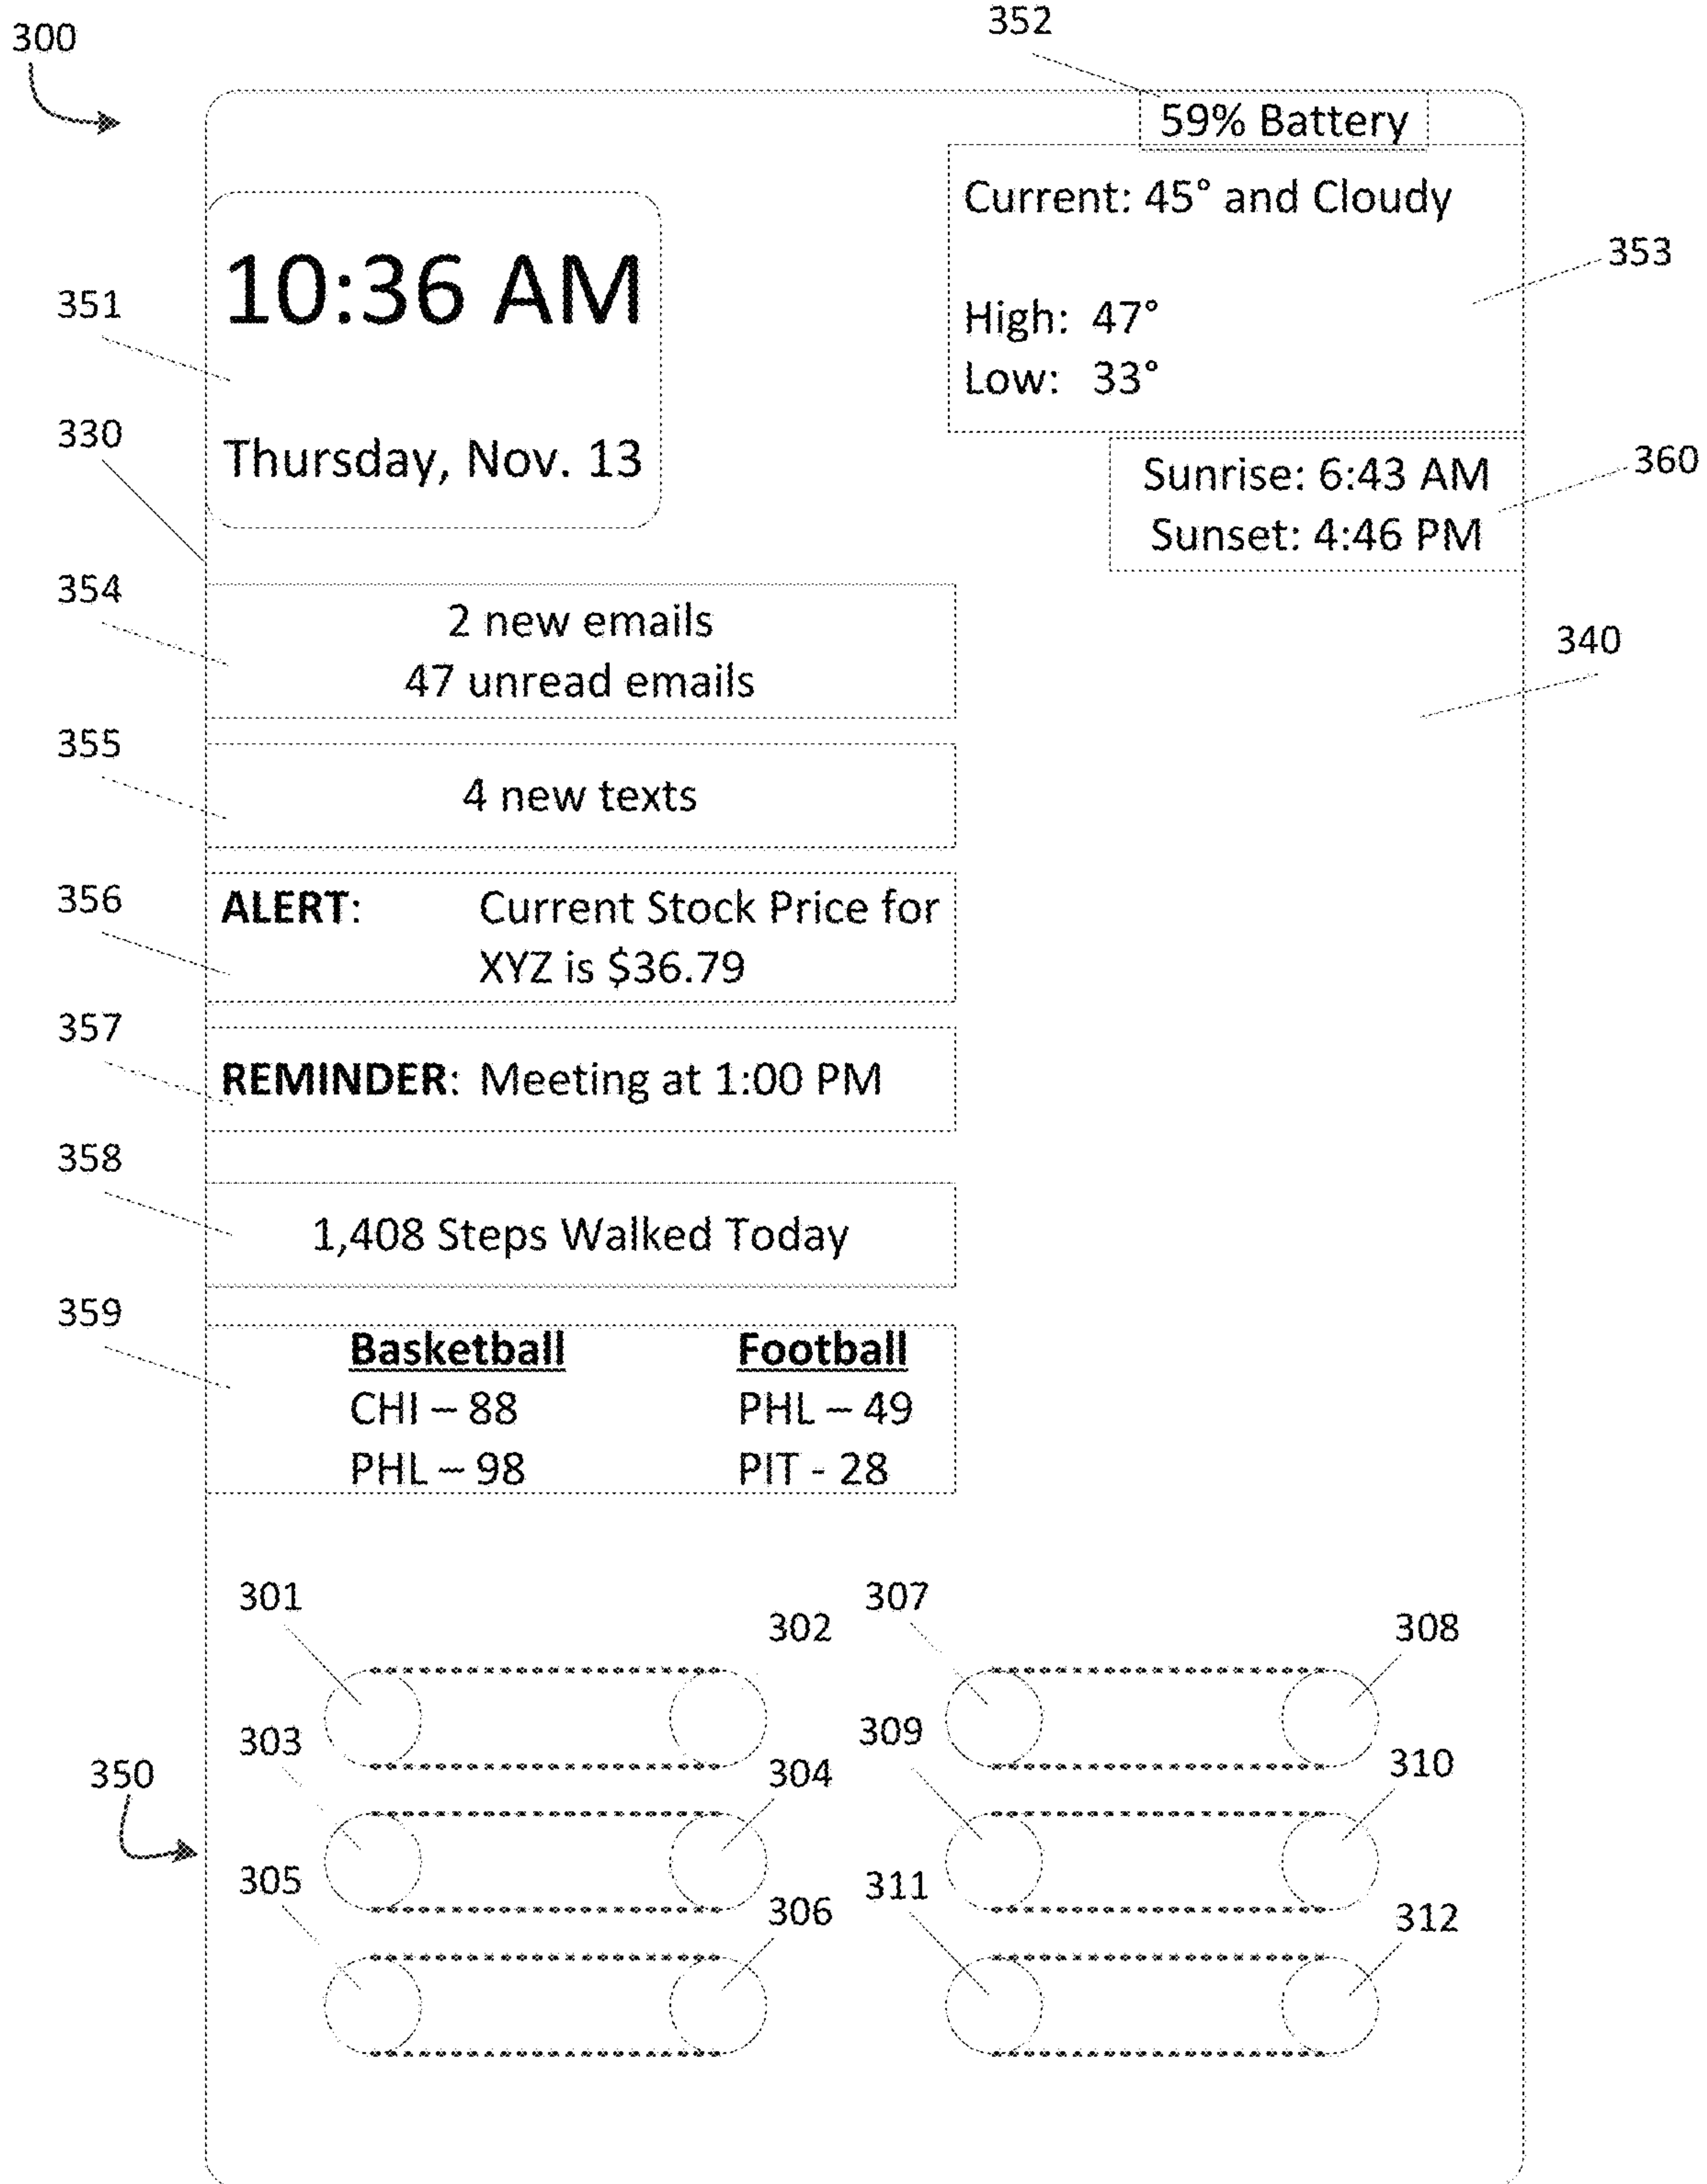 352
300
59% Battery
Current: 45° and Cloudy
353
High: 47°
Low: 33°
10:36 AM
351
Thursday, Nov. 13
330
Sunrise: 6:43 AM
Sunset: 4:46 PM
360
354
2 new emails
47 unread emails
340
355
4 new texts
356
ALERT: Current Stock Price for
XYZ is $36.79
357
REMINDER: Meeting at 1:00 PM
358
1,408 Steps Walked Today
359
Basketball Football
CHI – 88 PHL – 49
PHL – 98 PIT - 28
301 302 307 308
303 304 309 310
350
305 306 311 312